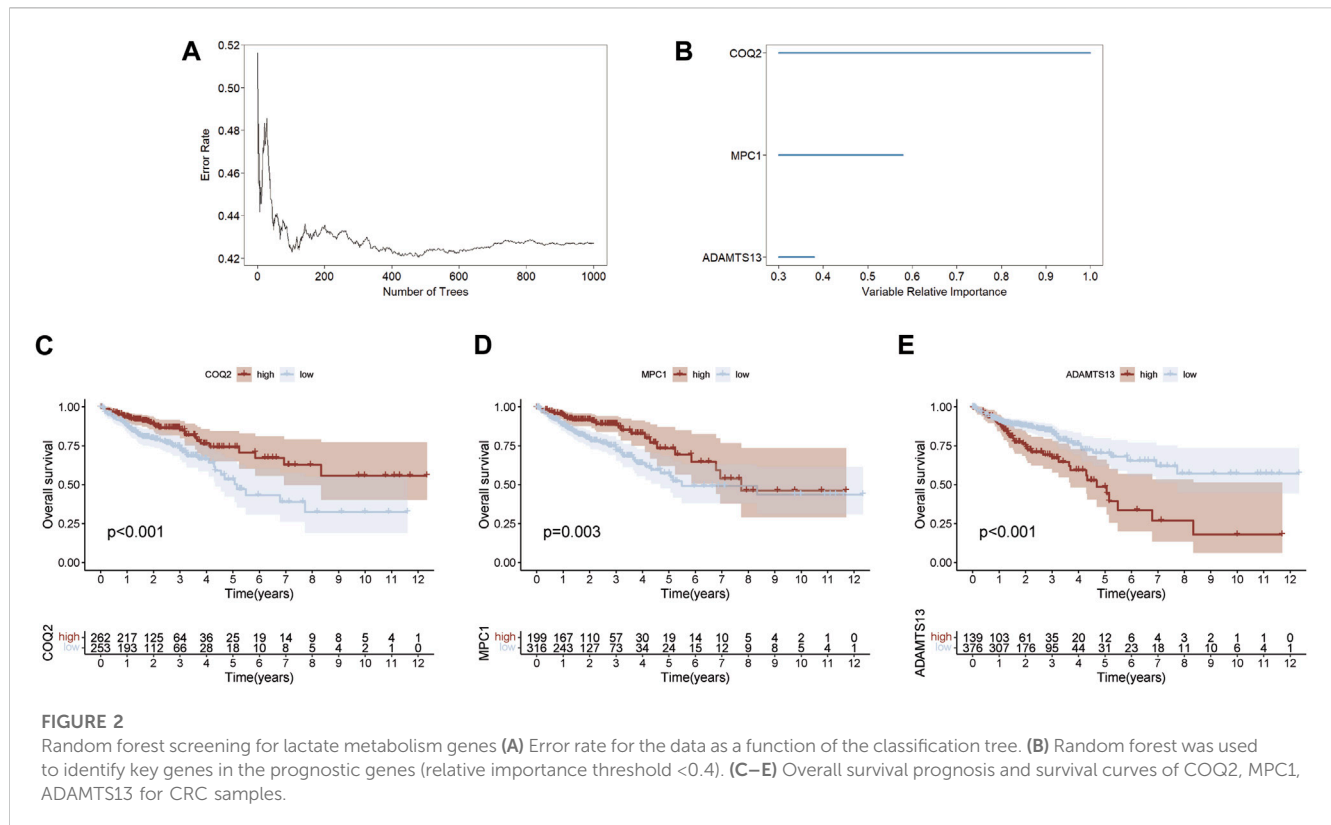 A
0.52
0.50
0.48
0.46
0.44
0.42
Error Rate
0 200 400 600 800 1000
Number of Trees
B
COQ2
MPC1
ADAMTS13
0.3 0.4 0.5 0.6 0.7 0.8 0.9 1.0
Variable Relative Importance
C
COQ2 high low
1.00
0.75
0.50
0.25
0.00
Overall survival
p<0.001
0 1 2 3 4 5 6 7 8 9 10 11 12
Time(years)
COQ2
high 262 217 125 64 36 25 19 14 9 8 5 4 1
low 253 193 112 66 28 18 10 8 5 4 2 1 0
0 1 2 3 4 5 6 7 8 9 10 11 12
Time(years)
D
MPC1 high low
1.00
0.75
0.50
0.25
0.00
Overall survival
p=0.003
0 1 2 3 4 5 6 7 8 9 10 11 12
Time(years)
MPC1
high 199 167 110 57 30 19 14 10 5 4 2 1 0
low 316 243 127 73 34 24 15 12 9 8 5 4 1
0 1 2 3 4 5 6 7 8 9 10 11 12
Time(years)
E
ADAMTS13 high low
1.00
0.75
0.50
0.25
0.00
Overall survival
p<0.001
0 1 2 3 4 5 6 7 8 9 10 11 12
Time(years)
ADAMTS13
high 139 103 61 35 20 12 6 4 3 2 1 1 0
low 376 307 176 95 44 31 23 18 11 10 6 4 1
0 1 2 3 4 5 6 7 8 9 10 11 12
Time(years)
FIGURE 2
Random forest screening for lactate metabolism genes (A) Error rate for the data as a function of the classification tree. (B) Random forest was used
to identify key genes in the prognostic genes (relative importance threshold <0.4). (C–E) Overall survival prognosis and survival curves of COQ2, MPC1,
ADAMTS13 for CRC samples.